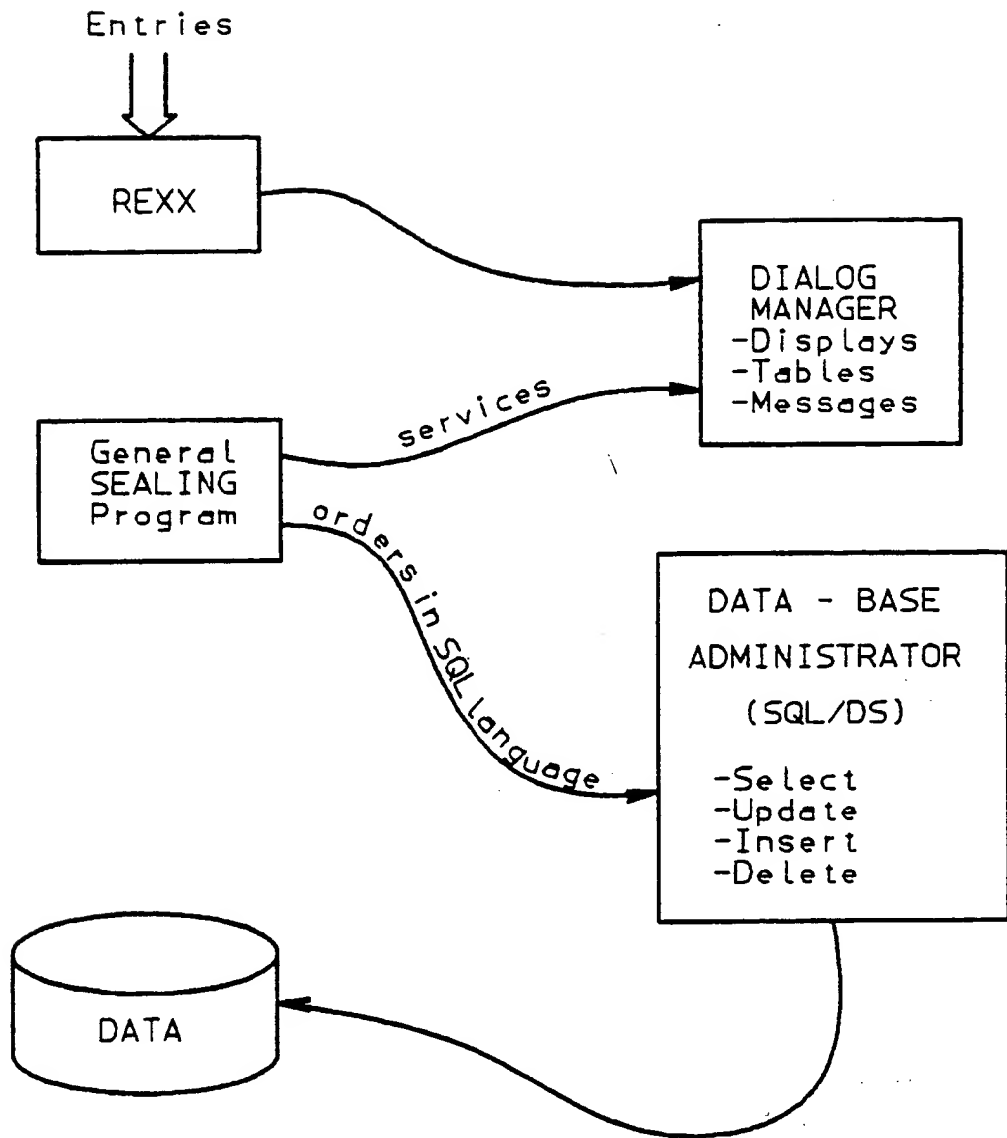 Entries
REXX
DIALOG
MANAGER
-Displays
-Tables
-Messages
services
General
SEALING
Program
orders in SQL language
DATA - BASE
ADMINISTRATOR
(SQL/DS)
-Select
-Update
-Insert
-Delete
DATA